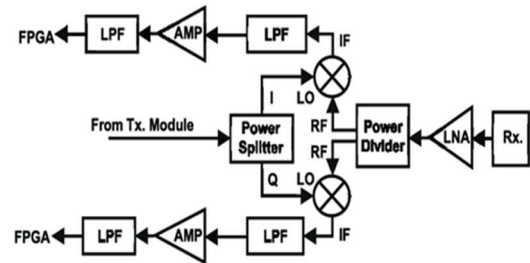 FPGA LPF AMP LPF IF
I LO
From Tx. Module Power Splitter RF RF Power Divider LNA Rx.
Q LO
FPGA LPF AMP LPF IF